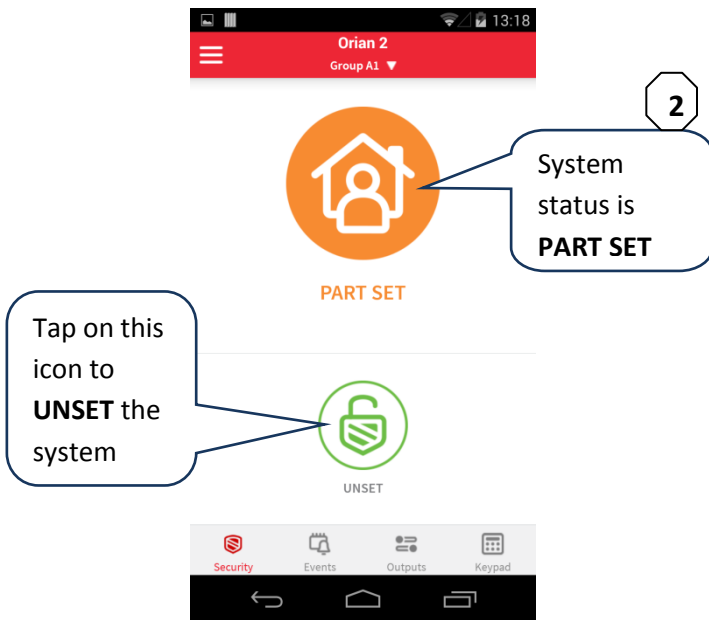 13:18
Orian 2
Group A1 ▼
2
System
status is
PART SET
PART SET
Tap on this
icon to
UNSET the
system
UNSET
Security Events Outputs Keypad